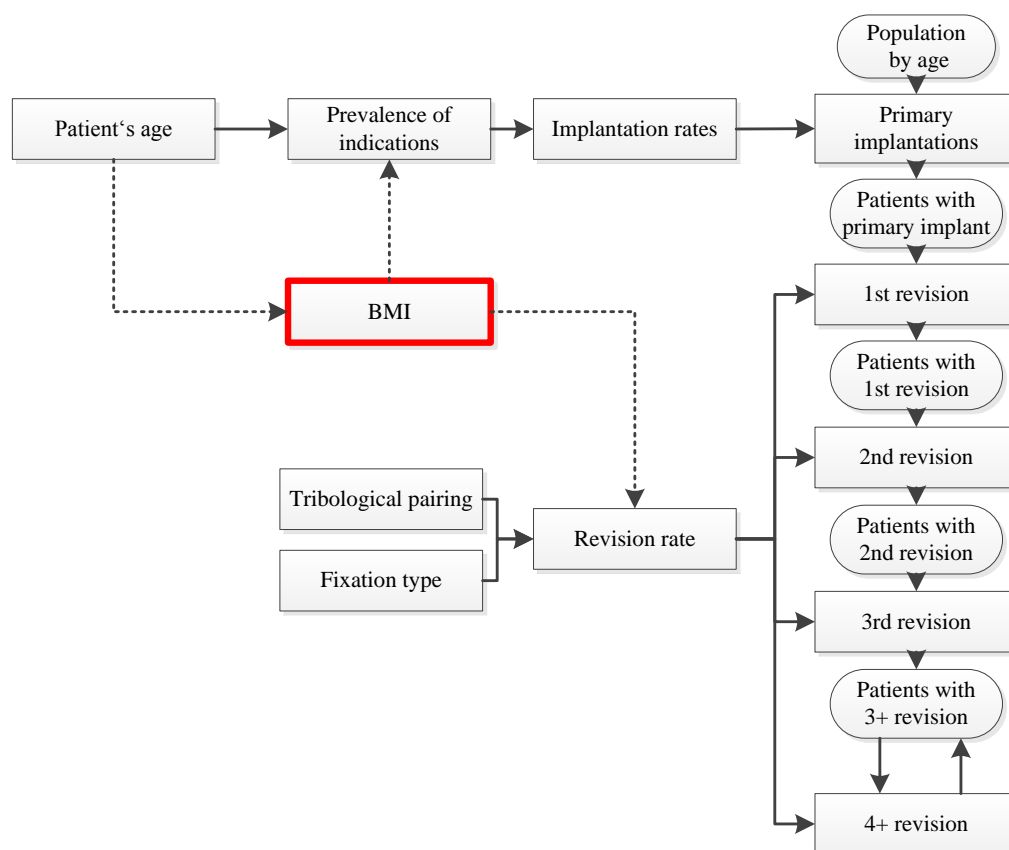 Population
by age
Patient‘s age
Prevalence of
indications
Implantation rates
Primary
implantations
Patients with
primary implant
BMI
1st revision
Patients with
1st revision
2nd revision
Tribological pairing
Fixation type
Revision rate
Patients with
2nd revision
3rd revision
Patients with
3+ revision
4+ revision